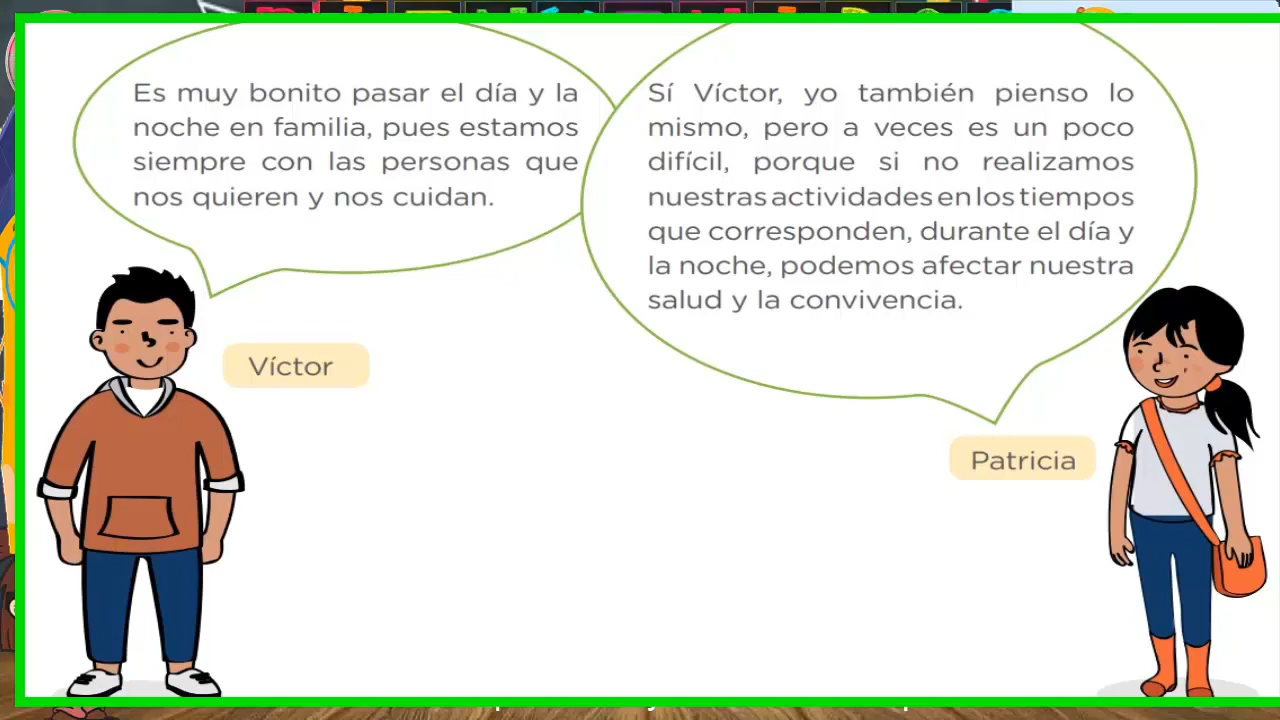 Es muy bonito pasar el día y la
noche en familia, pues estamos
siempre con las personas que
nos quieren y nos cuidan.
Sí Víctor, yo también pienso lo
mismo, pero a veces es un poco
difícil, porque si no realizamos
nuestras actividades en los tiempos
que corresponden, durante el día y
la noche, podemos afectar nuestra
salud y la convivencia.
Víctor
Patricia